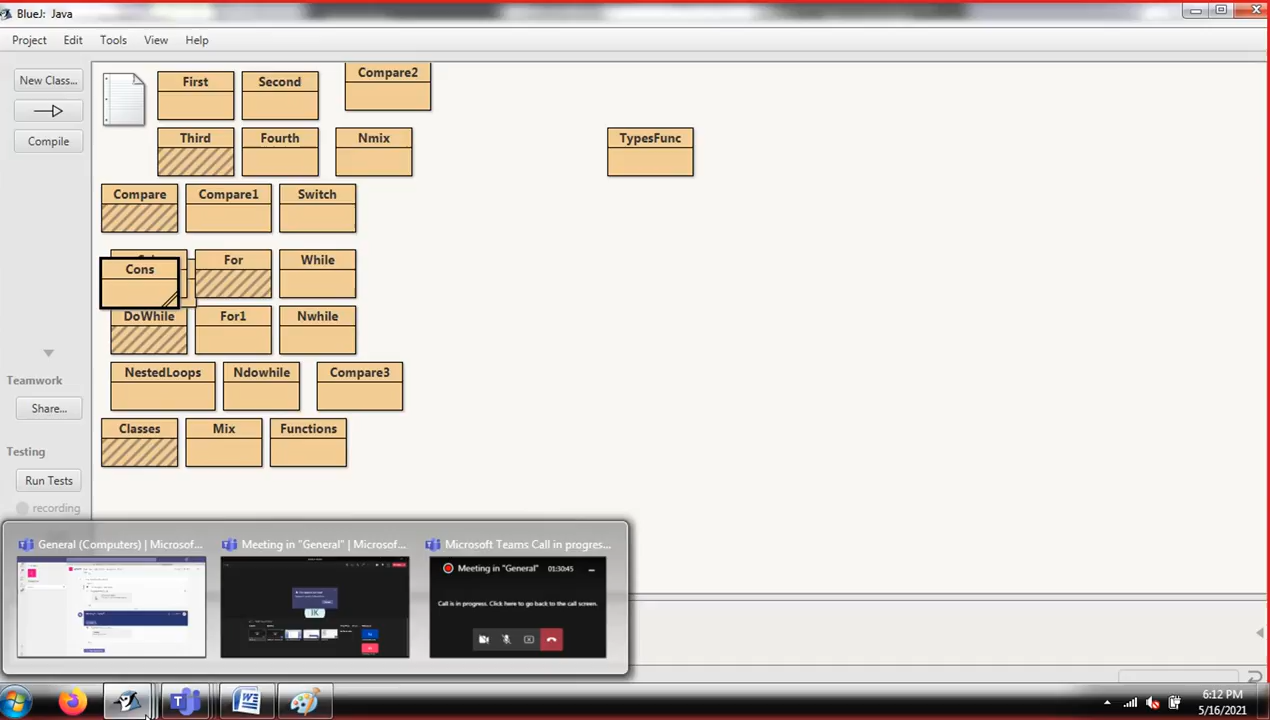 BlueJ: Java
Project Edit Tools View Help
New Class...
Compile
Teamwork
Share...
Testing
Run Tests
recording
First Second Compare2
Third Fourth Nmix TypesFunc
Compare Compare1 Switch
Cons For While
DoWhile For1 Nwhile
NestedLoops Ndowhile Compare3
Classes Mix Functions
General (Computers) | Microsof... Meeting in "General" | Microsof... Microsoft Teams Call in progres...
Meeting in "General" 01:30:45
Call is in progress. Click here to go back to the call screen.
IK
6:12 PM
5/16/2021